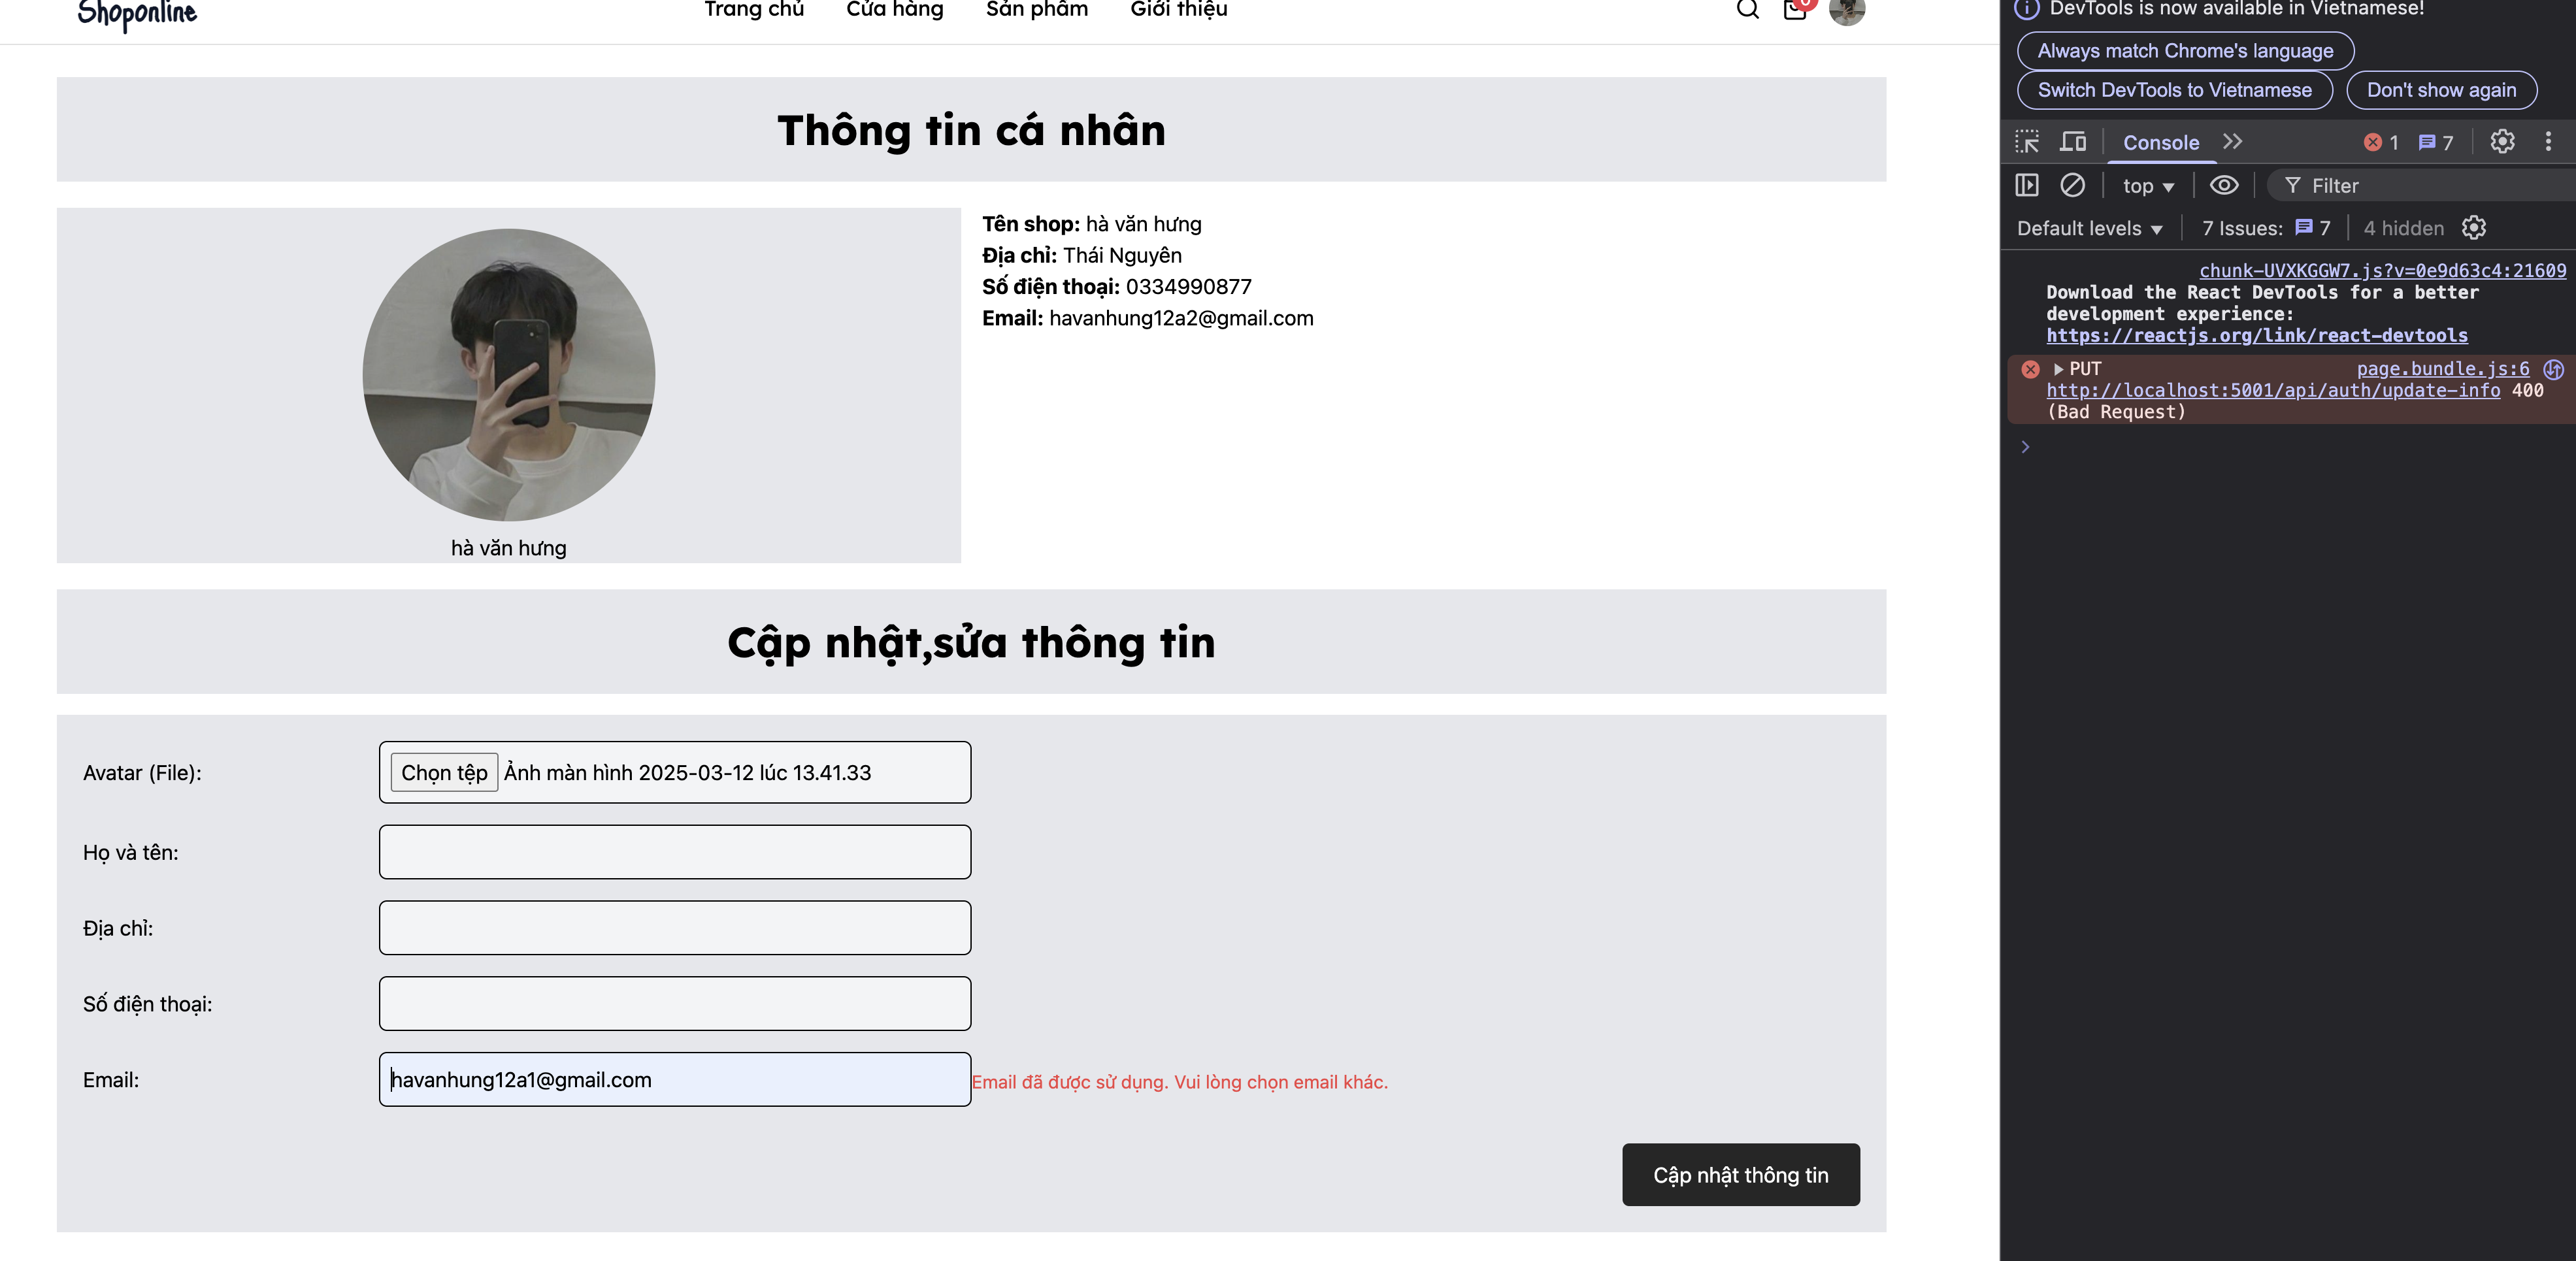 Shoponline
Trang chủ Cửa hàng Sản phẩm Giới thiệu
Thông tin cá nhân
Tên shop: hà văn hưng
Địa chỉ: Thái Nguyên
Số điện thoại: 0334990877
Email: havanhung12a2@gmail.com
hà văn hưng
Cập nhật,sửa thông tin
Avatar (File): Chọn tệp Ảnh màn hình 2025-03-12 lúc 13.41.33
Họ và tên:
Địa chỉ:
Số điện thoại:
Email: havanhung12a1@gmail.com Email đã được sử dụng. Vui lòng chọn email khác.
Cập nhật thông tin
DevTools is now available in Vietnamese!
Always match Chrome's language
Switch DevTools to Vietnamese Don't show again
Console 1 7
top Filter
Default levels 7 Issues: 7 4 hidden
chunk-UVXKGGW7.js?v=0e9d63c4:21609
Download the React DevTools for a better
development experience:
https://reactjs.org/link/react-devtools
PUT page.bundle.js:6
http://localhost:5001/api/auth/update-info 400
(Bad Request)